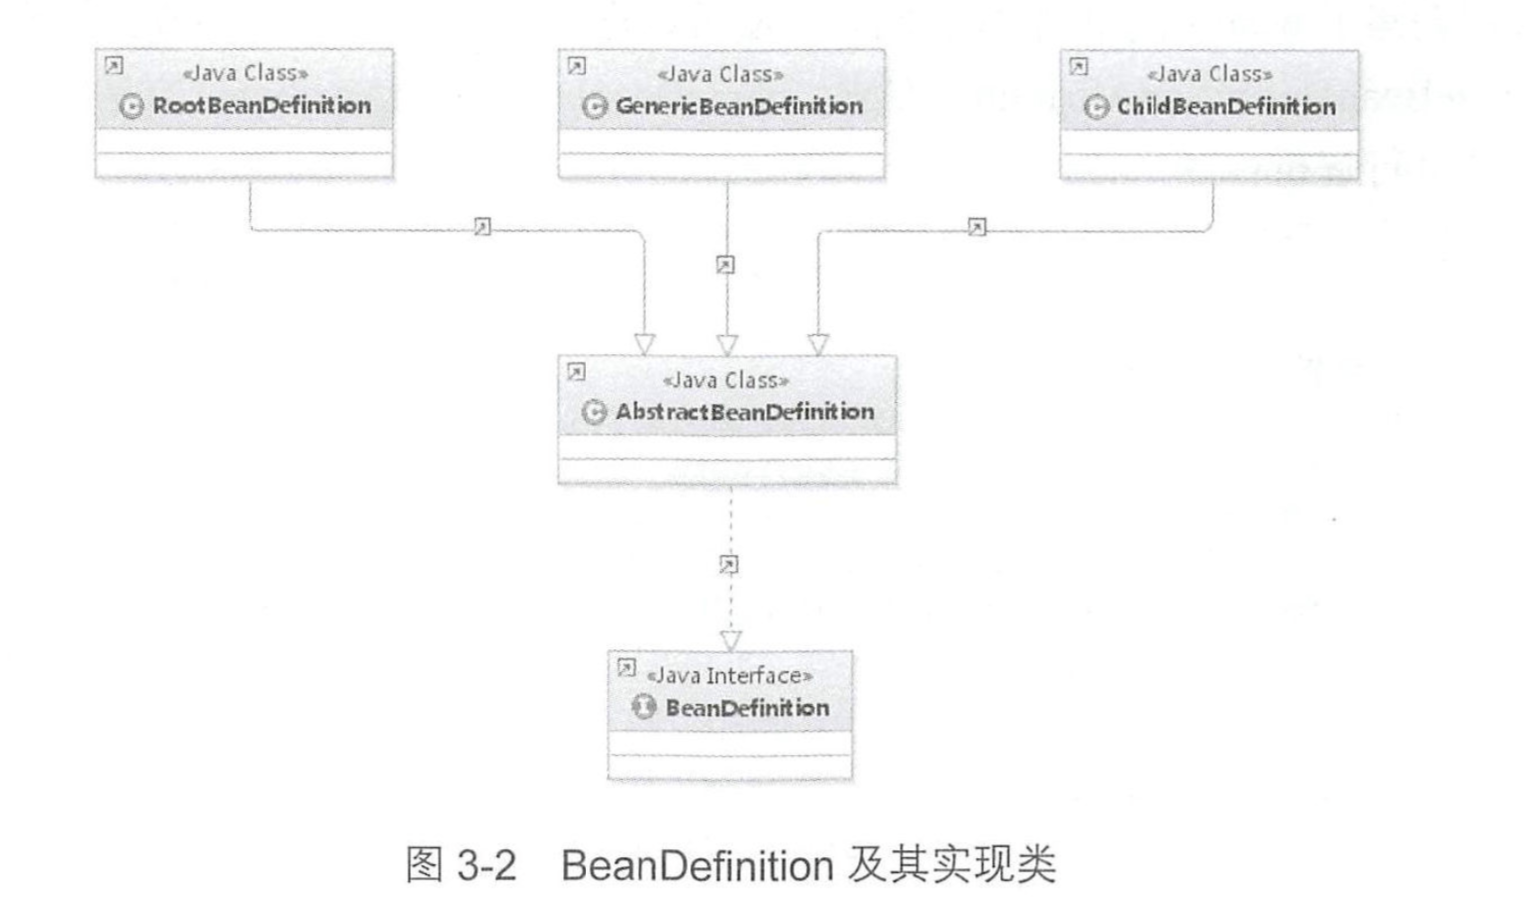 «Java Class»
RootBeanDefinition
«Java Class»
GenericBeanDefinition
«Java Class»
ChildBeanDefinition
«Java Class»
AbstractBeanDefinition
«Java Interface»
BeanDefinition
图 3-2 BeanDefinition 及其实现类